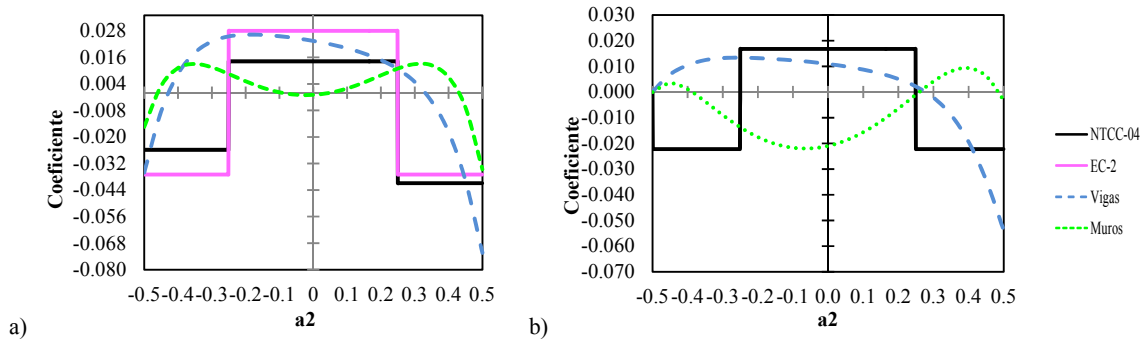 0.028
0.016
0.004
-0.008
-0.020
-0.032
-0.044
-0.056
-0.068
-0.080
Coeficiente
-0.5 -0.4 -0.3 -0.2 -0.1 0 0.1 0.2 0.3 0.4 0.5
a2
a)
0.030
0.020
0.010
0.000
-0.010
-0.020
-0.030
-0.040
-0.050
-0.060
-0.070
Coeficiente
-0.5 -0.4 -0.2 -0.1 0.0 0.2 0.3 0.4 0.5
a2
b)
NTCC-04
EC-2
Vigas
Muros